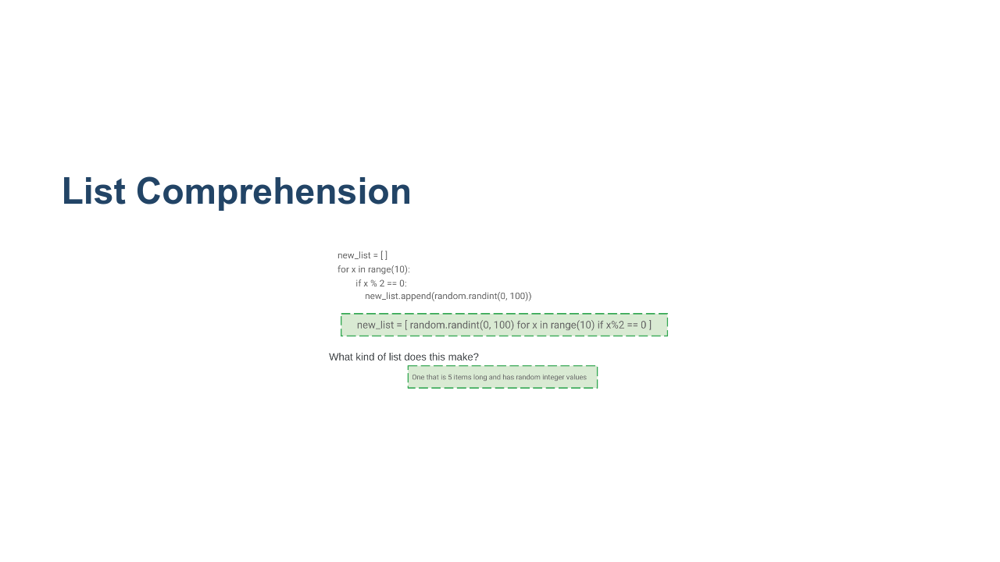 List Comprehension
new_list = [ ]
for x in range(10):
if x % 2 == 0:
new_list.append(random.randint(0, 100))
new_list = [ random.randint(0, 100) for x in range(10) if x%2 == 0 ]
What kind of list does this make?
One that is 5 items long and has random integer values